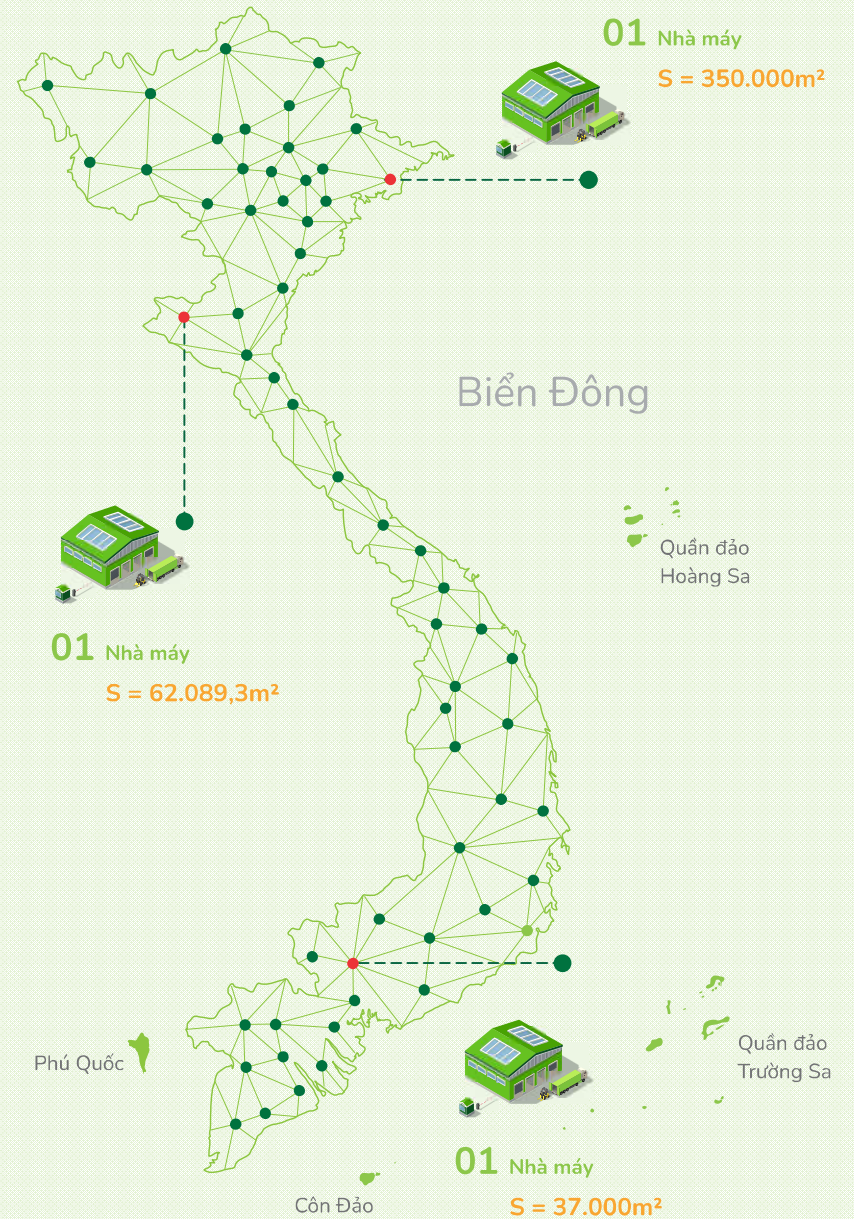 01 Nhà máy
S = 350.000m²
Biển Đông
Quần đảo
Hoàng Sa
01 Nhà máy
S = 62.089,3m²
Phú Quốc
Quần đảo
Trường Sa
01 Nhà máy
S = 37.000m²
Côn Đảo